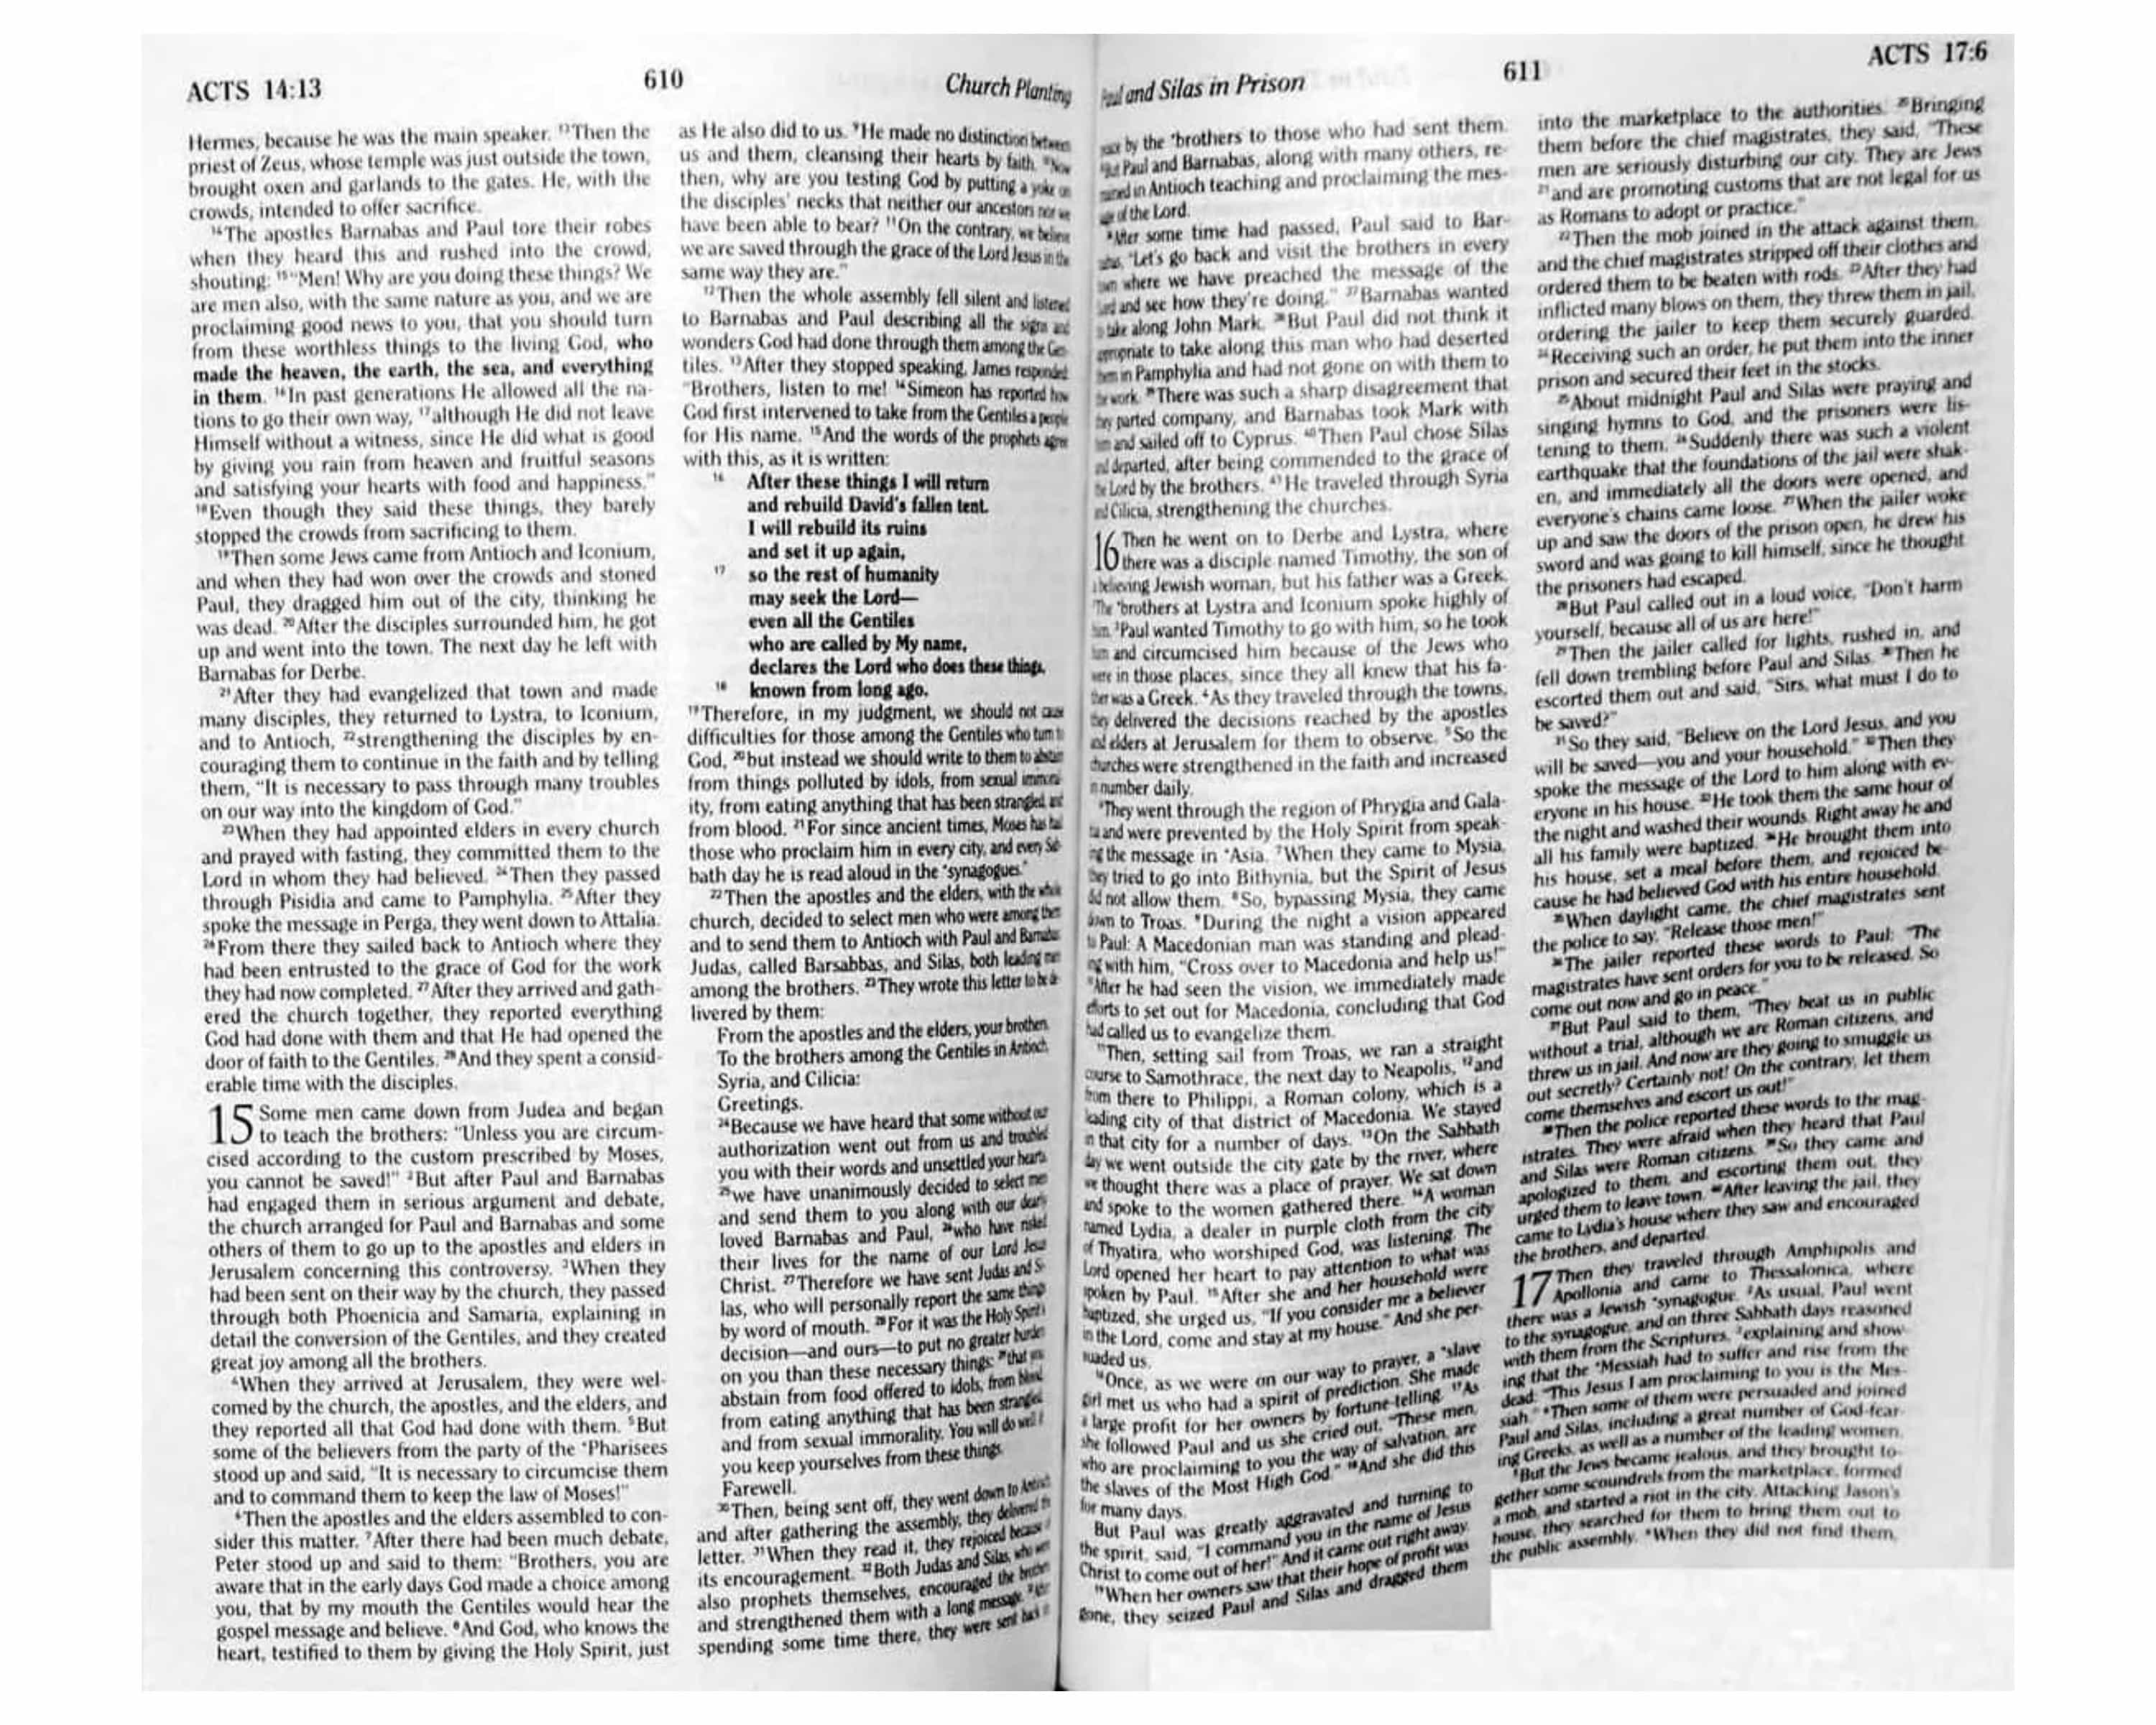 ACTS 14:13
610
Church Planting
Hermes, because he was the main speaker. 13Then the
priest of Zeus, whose temple was just outside the town,
brought oxen and garlands to the gates. He, with the
crowds, intended to offer sacrifice.
14The apostles Barnabas and Paul tore their robes
when they heard this and rushed into the crowd,
shouting: 15"Men! Why are you doing these things? We
are men also, with the same nature as you, and we are
proclaiming good news to you, that you should turn
from these worthless things to the living God, who
made the heaven, the earth, the sea, and everything
in them. 16In past generations He allowed all the na-
tions to go their own way, 17although He did not leave
Himself without a witness, since He did what is good
by giving you rain from heaven and fruitful seasons
and satisfying your hearts with food and happiness."
18Even though they said these things, they barely
stopped the crowds from sacrificing to them.
19Then some Jews came from Antioch and Iconium,
and when they had won over the crowds and stoned
Paul, they dragged him out of the city, thinking he
was dead. 20After the disciples surrounded him, he got
up and went into the town. The next day he left with
Barnabas for Derbe.
21After they had evangelized that town and made
many disciples, they returned to Lystra, to Iconium,
and to Antioch, 22strengthening the disciples by en-
couraging them to continue in the faith and by telling
them, "It is necessary to pass through many troubles
on our way into the kingdom of God."
23When they had appointed elders in every church
and prayed with fasting, they committed them to the
Lord in whom they had believed. 24Then they passed
through Pisidia and came to Pamphylia. 25After they
spoke the message in Perga, they went down to Attalia.
26From there they sailed back to Antioch where they
had been entrusted to the grace of God for the work
they had now completed. 27After they arrived and gath-
ered the church together, they reported everything
God had done with them and that He had opened the
door of faith to the Gentiles. 28And they spent a consid-
erable time with the disciples.
15 Some men came down from Judea and began
to teach the brothers: "Unless you are circum-
cised according to the custom prescribed by Moses,
you cannot be saved!" 2But after Paul and Barnabas
had engaged them in serious argument and debate,
the church arranged for Paul and Barnabas and some
others of them to go up to the apostles and elders in
Jerusalem concerning this controversy. 3When they
had been sent on their way by the church, they passed
through both Phoenicia and Samaria, explaining in
detail the conversion of the Gentiles, and they created
great joy among all the brothers.
4When they arrived at Jerusalem, they were wel-
comed by the church, the apostles, and the elders, and
they reported all that God had done with them. 5But
some of the believers from the party of the *Pharisees
stood up and said, "It is necessary to circumcise them
and to command them to keep the law of Moses!"
6Then the apostles and the elders assembled to con-
sider this matter. 7After there had been much debate,
Peter stood up and said to them: "Brothers, you are
aware that in the early days God made a choice among
you, that by my mouth the Gentiles would hear the
gospel message and believe. 8And God, who knows the
heart, testified to them by giving the Holy Spirit, just
as He also did to us. 9He made no distinction between
us and them, cleansing their hearts by faith. 10Now
then, why are you testing God by putting a yoke on
the disciples' necks that neither our ancestors nor we
have been able to bear? 11On the contrary, we believe
we are saved through the grace of the Lord Jesus in the
same way they are."
12Then the whole assembly fell silent and listened
to Barnabas and Paul describing all the signs and
wonders God had done through them among the Gen-
tiles. 13After they stopped speaking, James responded:
"Brothers, listen to me! 14Simeon has reported how
God first intervened to take from the Gentiles a people
for His name. 15And the words of the prophets agree
with this, as it is written:
16 After these things I will return
and rebuild David's fallen tent.
I will rebuild its ruins
and set it up again,
17 so the rest of humanity
may seek the Lord—
even all the Gentiles
who are called by My name,
declares the Lord who does these things,
18 known from long ago.
19Therefore, in my judgment, we should not cause
difficulties for those among the Gentiles who turn to
God, 20but instead we should write to them to abstain
from things polluted by idols, from sexual immoral-
ity, from eating anything that has been strangled, and
from blood. 21For since ancient times, Moses has had
those who proclaim him in every city, and every Sab-
bath day he is read aloud in the *synagogues."
22Then the apostles and the elders, with the whole
church, decided to select men who were among them
and to send them to Antioch with Paul and Barnabas:
Judas, called Barsabbas, and Silas, both leading men
among the brothers. 23They wrote this letter to be de-
livered by them:
From the apostles and the elders, your brothers,
To the brothers among the Gentiles in Antioch,
Syria, and Cilicia:
Greetings.
24Because we have heard that some without our
authorization went out from us and troubled
you with their words and unsettled your hearts,
25we have unanimously decided to select men
and send them to you along with our dearly
loved Barnabas and Paul, 26who have risked
their lives for the name of our Lord Jesus
Christ. 27Therefore we have sent Judas and Si-
las, who will personally report the same things
by word of mouth. 28For it was the Holy Spirit's
decision—and ours—to put no greater burden
on you than these necessary things: 29that you
abstain from food offered to idols, from blood,
from eating anything that has been strangled,
and from sexual immorality. You will do well if
you keep yourselves from these things.
Farewell.
30Then, being sent off, they went down to Antioch,
and after gathering the assembly, they delivered the
letter. 31When they read it, they rejoiced because of
its encouragement. 32Both Judas and Silas, who were
also prophets themselves, encouraged the brothers
and strengthened them with a long message. 33After
spending some time there, they were sent back in
Paul and Silas in Prison
611
ACTS 17:6
peace by the *brothers to those who had sent them.
35But Paul and Barnabas, along with many others, re-
mained in Antioch teaching and proclaiming the mes-
sage of the Lord.
36After some time had passed, Paul said to Bar-
nabas, "Let's go back and visit the brothers in every
town where we have preached the message of the
Lord and see how they're doing." 37Barnabas wanted
to take along John Mark. 38But Paul did not think it
appropriate to take along this man who had deserted
them in Pamphylia and had not gone on with them to
the work. 39There was such a sharp disagreement that
they parted company, and Barnabas took Mark with
him and sailed off to Cyprus. 40Then Paul chose Silas
and departed, after being commended to the grace of
the Lord by the brothers. 41He traveled through Syria
and Cilicia, strengthening the churches.
16 Then he went on to Derbe and Lystra, where
there was a disciple named Timothy, the son of
a believing Jewish woman, but his father was a Greek.
2The *brothers at Lystra and Iconium spoke highly of
him. 3Paul wanted Timothy to go with him, so he took
him and circumcised him because of the Jews who
were in those places, since they all knew that his fa-
ther was a Greek. 4As they traveled through the towns,
they delivered the decisions reached by the apostles
and elders at Jerusalem for them to observe. 5So the
churches were strengthened in the faith and increased
in number daily.
6They went through the region of Phrygia and Gala-
tia and were prevented by the Holy Spirit from speak-
ing the message in *Asia. 7When they came to Mysia,
they tried to go into Bithynia, but the Spirit of Jesus
did not allow them. 8So, bypassing Mysia, they came
down to Troas. 9During the night a vision appeared
to Paul: A Macedonian man was standing and plead-
ing with him, "Cross over to Macedonia and help us!"
10After he had seen the vision, we immediately made
efforts to set out for Macedonia, concluding that God
had called us to evangelize them.
11Then, setting sail from Troas, we ran a straight
course to Samothrace, the next day to Neapolis, 12and
from there to Philippi, a Roman colony, which is a
leading city of that district of Macedonia. We stayed
in that city for a number of days. 13On the Sabbath
day we went outside the city gate by the river, where
we thought there was a place of prayer. We sat down
and spoke to the women gathered there. 14A woman
named Lydia, a dealer in purple cloth from the city
of Thyatira, who worshiped God, was listening. The
Lord opened her heart to pay attention to what was
spoken by Paul. 15After she and her household were
baptized, she urged us, "If you consider me a believer
in the Lord, come and stay at my house." And she per-
suaded us.
16Once, as we were on our way to prayer, a *slave
girl met us who had a spirit of prediction. She made
a large profit for her owners by fortune-telling. 17As
she followed Paul and us she cried out, "These men,
who are proclaiming to you the way of salvation, are
the slaves of the Most High God." 18And she did this
for many days.
But Paul was greatly aggravated and turning to
the spirit, said, "I command you in the name of Jesus
Christ to come out of her!" And it came out right away.
19When her owners saw that their hope of profit was
gone, they seized Paul and Silas and dragged them
into the marketplace to the authorities. 20Bringing
them before the chief magistrates, they said, "These
men are seriously disturbing our city. They are Jews
21and are promoting customs that are not legal for us
as Romans to adopt or practice."
22Then the mob joined in the attack against them,
and the chief magistrates stripped off their clothes and
ordered them to be beaten with rods. 23After they had
inflicted many blows on them, they threw them in jail,
ordering the jailer to keep them securely guarded.
24Receiving such an order, he put them into the inner
prison and secured their feet in the stocks.
25About midnight Paul and Silas were praying and
singing hymns to God, and the prisoners were lis-
tening to them. 26Suddenly there was such a violent
earthquake that the foundations of the jail were shak-
en, and immediately all the doors were opened, and
everyone's chains came loose. 27When the jailer woke
up and saw the doors of the prison open, he drew his
sword and was going to kill himself, since he thought
the prisoners had escaped.
28But Paul called out in a loud voice, "Don't harm
yourself, because all of us are here!"
29Then the jailer called for lights, rushed in, and
fell down trembling before Paul and Silas. 30Then he
escorted them out and said, "Sirs, what must I do to
be saved?"
31So they said, "Believe on the Lord Jesus, and you
will be saved—you and your household." 32Then they
spoke the message of the Lord to him along with ev-
eryone in his house. 33He took them the same hour of
the night and washed their wounds. Right away he and
all his family were baptized. 34He brought them into
his house, set a meal before them, and rejoiced be-
cause he had believed God with his entire household.
35When daylight came, the chief magistrates sent
the police to say, "Release those men!"
36The jailer reported these words to Paul: "The
magistrates have sent orders for you to be released. So
come out now and go in peace."
37But Paul said to them, "They beat us in public
without a trial, although we are Roman citizens, and
threw us in jail. And now are they going to smuggle us
out secretly? Certainly not! On the contrary, let them
come themselves and escort us out!"
38Then the police reported these words to the mag-
istrates. They were afraid when they heard that Paul
and Silas were Roman citizens. 39So they came and
apologized to them, and escorting them out, they
urged them to leave town. 40After leaving the jail, they
came to Lydia's house where they saw and encouraged
the brothers, and departed.
17 Then they traveled through Amphipolis and
Apollonia and came to Thessalonica, where
there was a Jewish *synagogue. 2As usual, Paul went
to the synagogue, and on three Sabbath days reasoned
with them from the Scriptures, 3explaining and show-
ing that the *Messiah had to suffer and rise from the
dead: "This Jesus I am proclaiming to you is the Mes-
siah." 4Then some of them were persuaded and joined
Paul and Silas, including a great number of God-fear-
ing Greeks, as well as a number of the leading women.
5But the Jews became jealous, and they brought to-
gether some scoundrels from the marketplace, formed
a mob, and started a riot in the city. Attacking Jason's
house, they searched for them to bring them out to
the public assembly. 6When they did not find them,